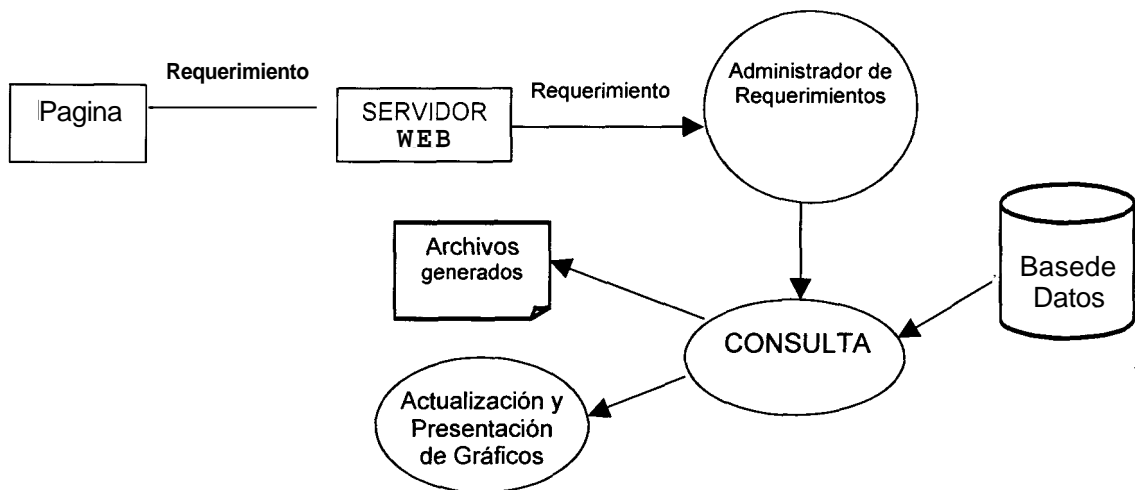 Requerimiento
Pagina
SERVIDOR
WEB
Requerimiento
Administrador de
Requerimientos
Archivos
generados
Basede
Datos
CONSULTA
Actualización y
Presentación
de Gráficos